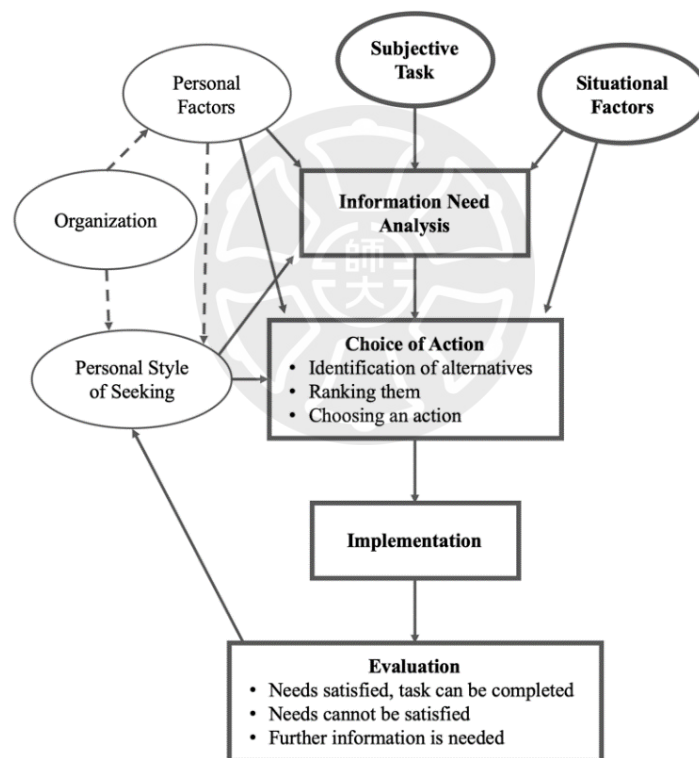 Subjective
Task
Personal
Factors
Situational
Factors
Organization
Information Need
Analysis
師大
Personal Style
of Seeking
Choice of Action
• Identification of alternatives
• Ranking them
• Choosing an action
Implementation
Evaluation
• Needs satisfied, task can be completed
• Needs cannot be satisfied
• Further information is needed